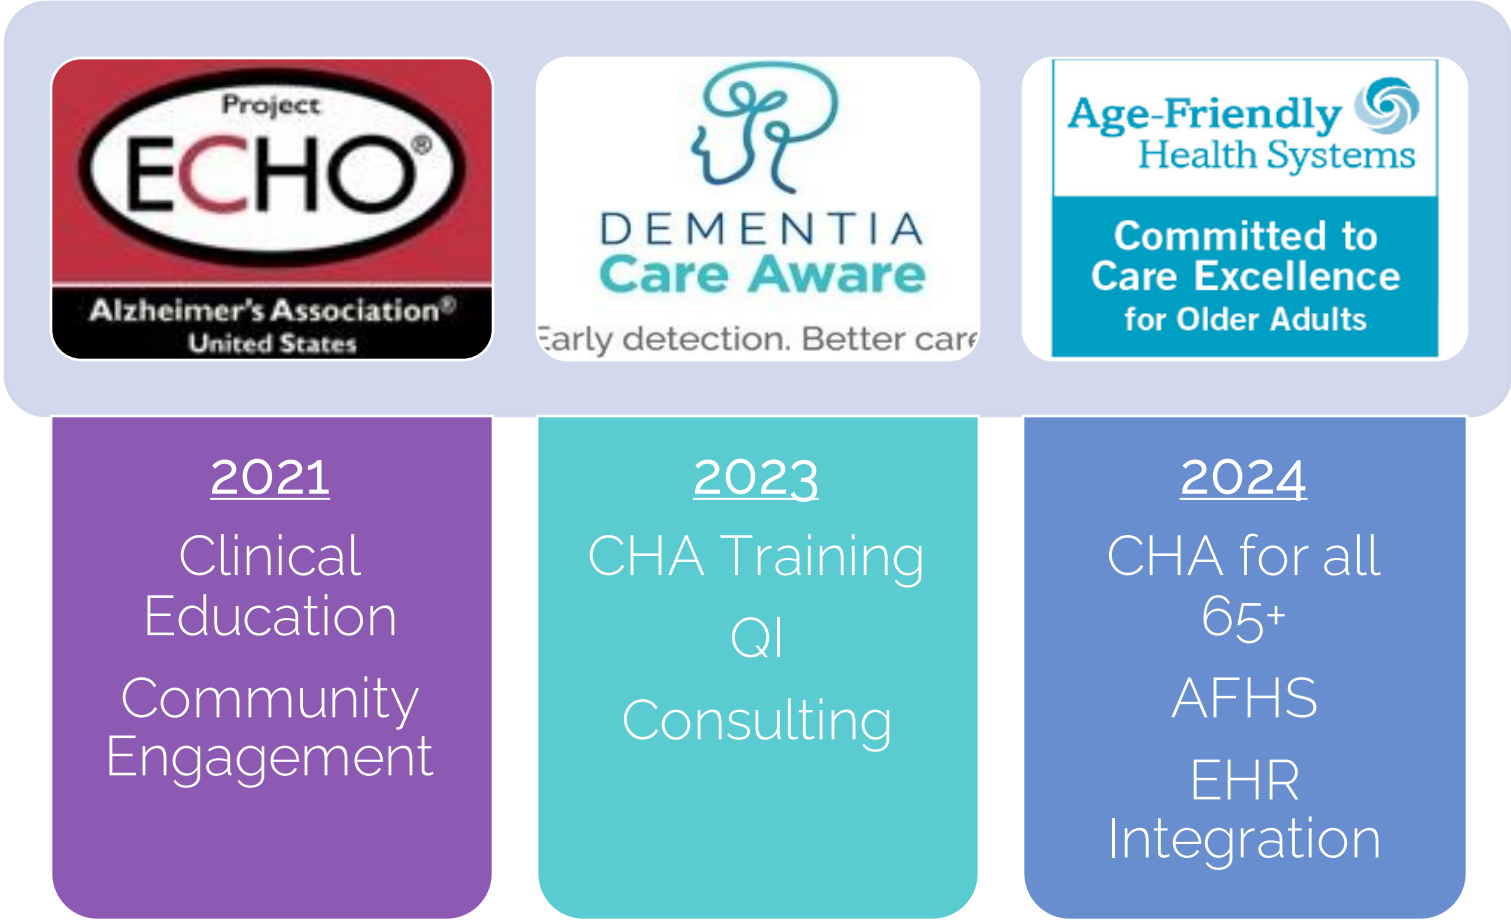 Project
ECHO®
Alzheimer's Association®
United States
DEMENTIA
Care Aware
Early detection. Better care
Age-Friendly
Health Systems
Committed to
Care Excellence
for Older Adults
2021
Clinical
Education
Community
Engagement
2023
CHA Training
QI
Consulting
2024
CHA for all
65+
AFHS
EHR
Integration